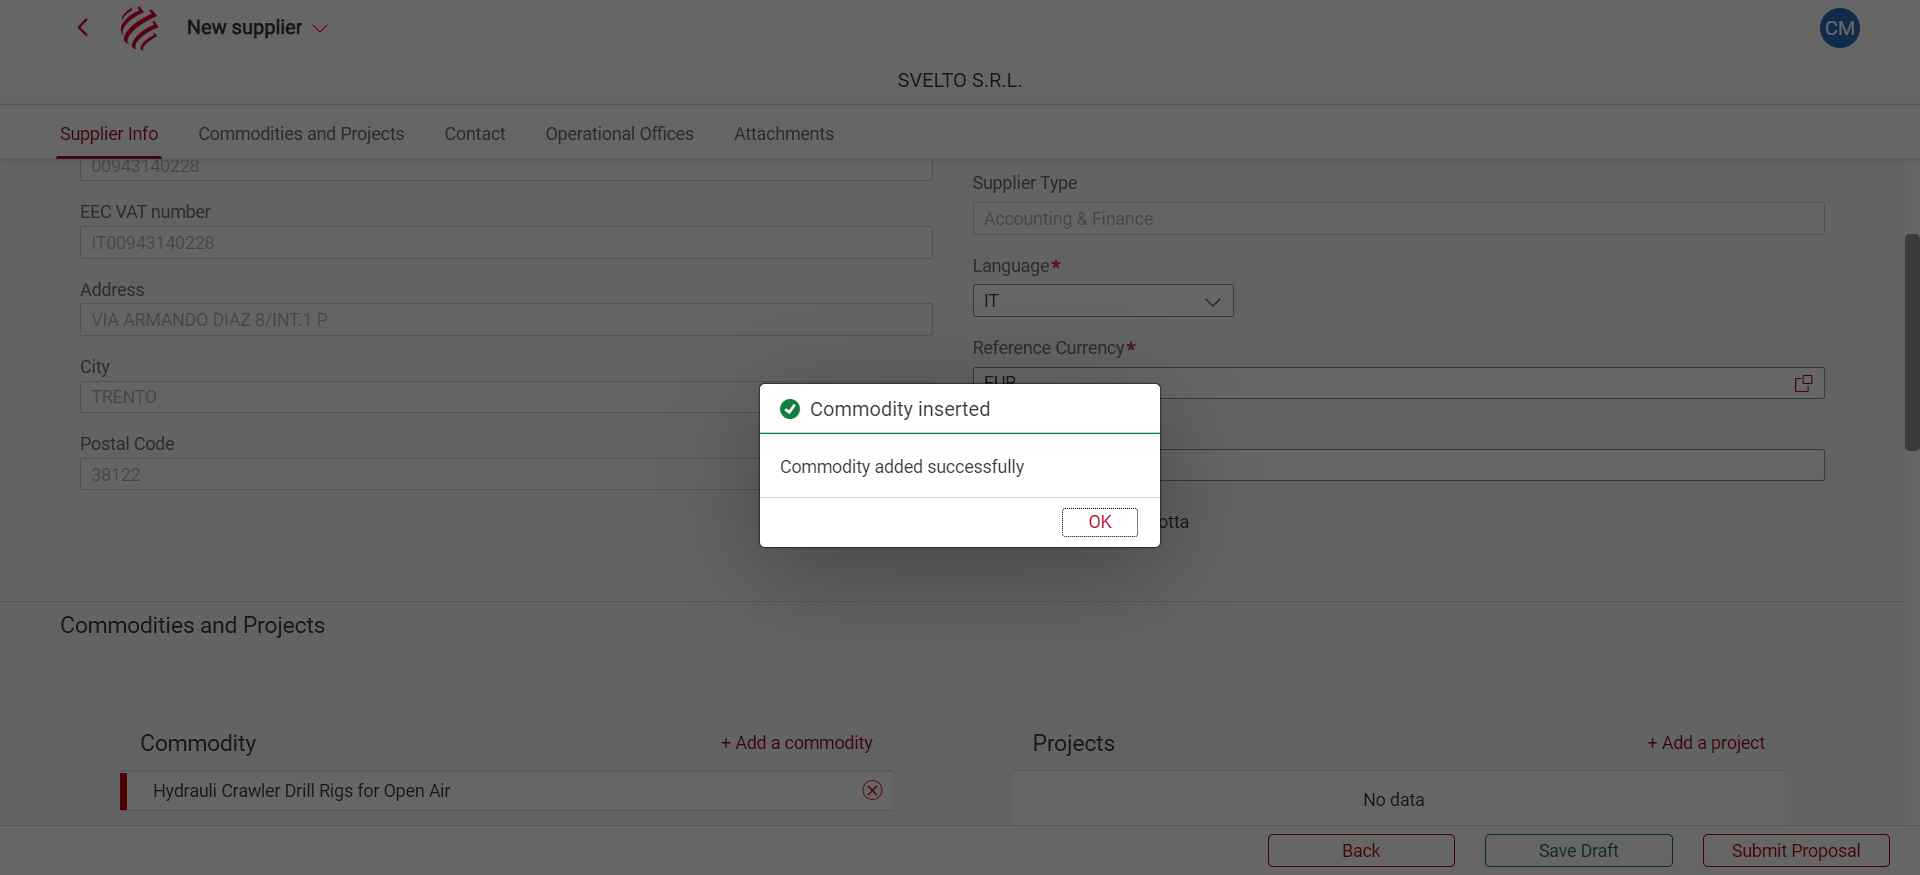 New supplier
CM
SVELTO S.R.L.
Supplier Info
Commodities and Projects
Contact
Operational Offices
Attachments
00943140228
EEC VAT number
IT00943140228
Address
VIA ARMANDO DIAZ 8/INT.1 P
City
TRENTO
Postal Code
38122
Supplier Type
Accounting & Finance
Language*
IT
Reference Currency*
EUR
otta
Commodity inserted
Commodity added successfully
OK
Commodities and Projects
Commodity
+ Add a commodity
Hydrauli Crawler Drill Rigs for Open Air
Projects
+ Add a project
No data
Back
Save Draft
Submit Proposal